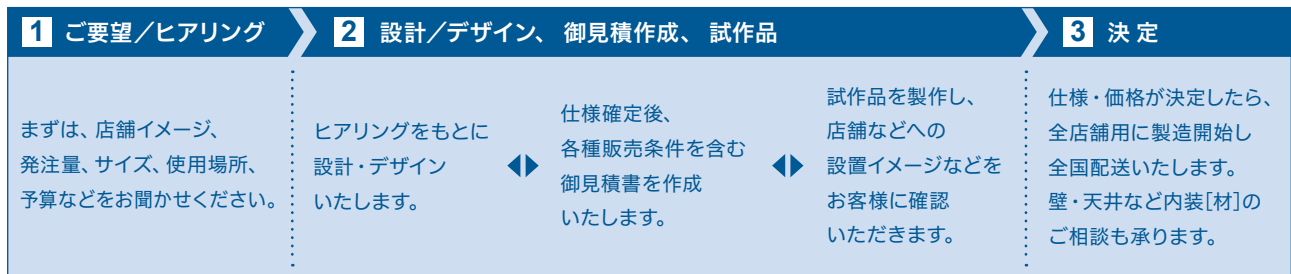 1 ご要望／ヒアリング
2 設計／デザイン、御見積作成、試作品
3 決定
まずは、店舗イメージ、
発注量、サイズ、使用場所、
予算などをお聞かせください。
ヒアリングをもとに
設計・デザイン
いたします。
仕様確定後、
各種販売条件を含む
御見積書を作成
いたします。
試作品を製作し、
店舗などへの
設置イメージなどを
お客様に確認
いただきます。
仕様・価格が決定したら、
全店舗用に製造開始し
全国配送いたします。
壁・天井など内装[材]の
ご相談も承ります。